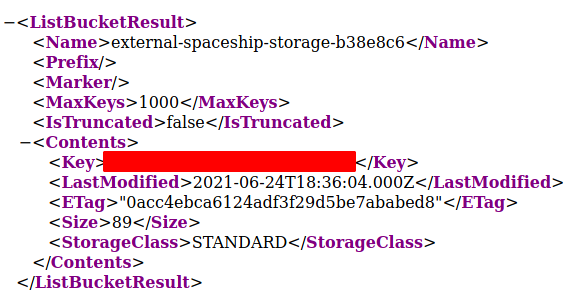 −<ListBucketResult>
<Name>external-spaceship-storage-b38e8c6</Name>
<Prefix/>
<Marker/>
<MaxKeys>1000</MaxKeys>
<IsTruncated>false</IsTruncated>
−<Contents>
<Key></Key>
<LastModified>2021-06-24T18:36:04.000Z</LastModified>
<ETag>"0acc4ebca6124adf3f29d5be7ababed8"</ETag>
<Size>89</Size>
<StorageClass>STANDARD</StorageClass>
</Contents>
</ListBucketResult>